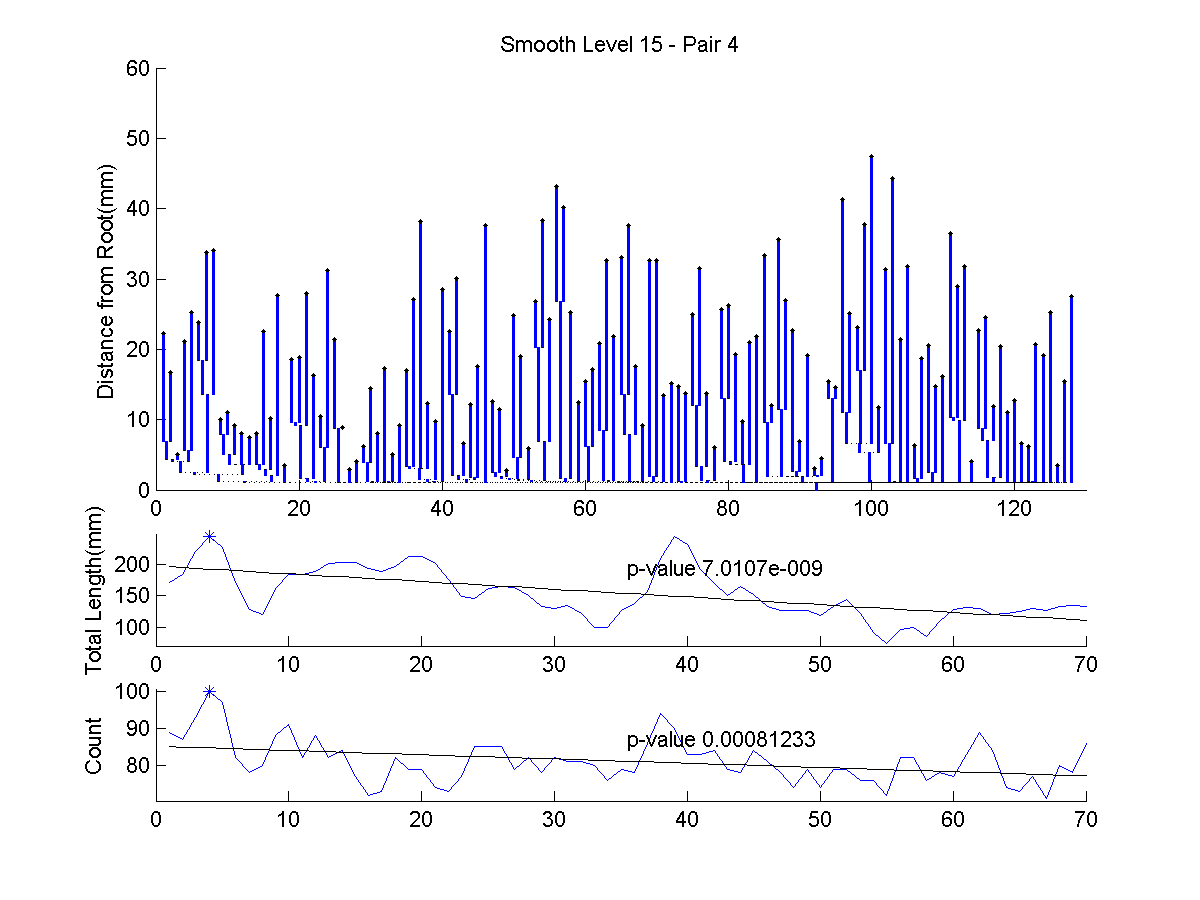 Smooth Level 15 - Pair 4
60
50
40
30
20
10
0
Distance from Root(mm)
0 20 40 60 80 100 120
200
150
100
Total Length(mm)
p-value 7.0107e-009
0 10 20 30 40 50 60 70
100
90
80
Count
p-value 0.00081233
0 10 20 30 40 50 60 70